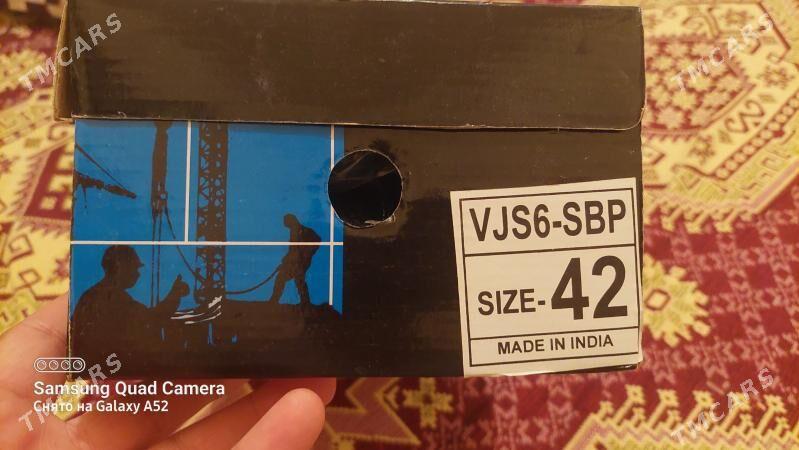 TMCARS
TMCARS
VJS6-SBP
SIZE-42
MADE IN INDIA
TMCARS
Samsung Quad Camera
Снято на Galaxy A52
TMCARS